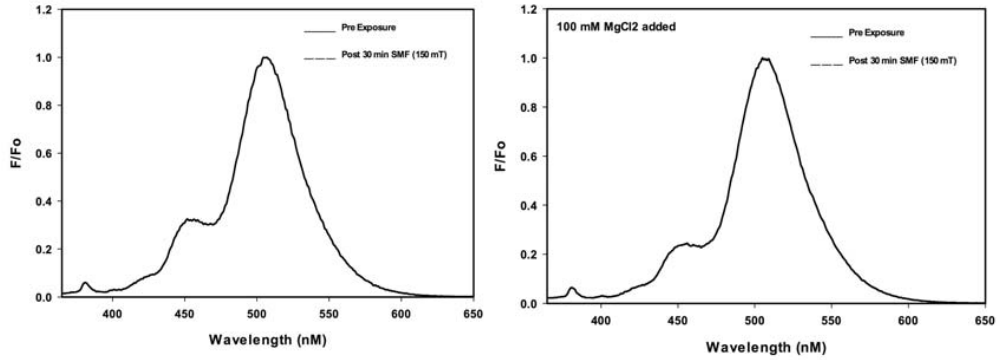 1.2
1.0
0.8
0.6
0.4
0.2
0.0
F/Fo
Pre Exposure
Post 30 min SMF (150 mT)
400 450 500 550 600 650
Wavelength (nM)
1.2
1.0
0.8
0.6
0.4
0.2
0.0
F/Fo
100 mM MgCl2 added
Pre Exposure
Post 30 min SMF (150 mT)
400 450 500 550 600 650
Wavelength (nM)